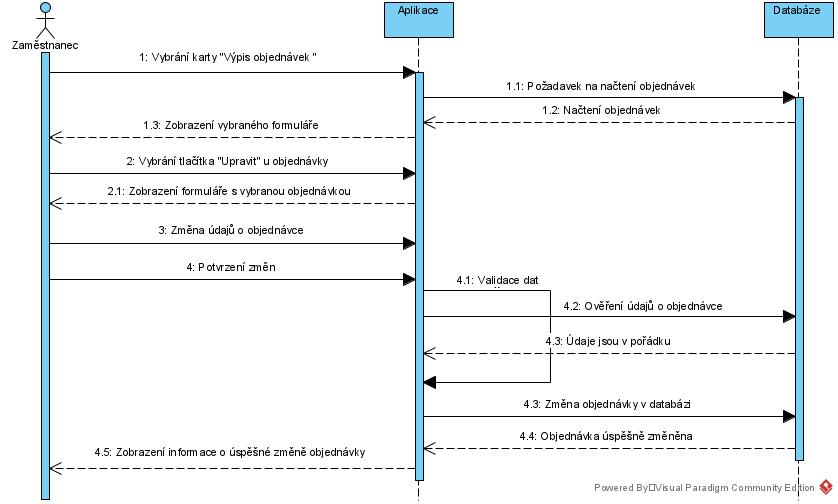 Aplikace
Databáze
Zaměstnanec
1: Vybrání karty "Výpis objednávek "
1.1: Požadavek na načtení objednávek
1.2: Načtení objednávek
1.3: Zobrazení vybraného formuláře
2: Vybrání tlačítka "Upravit" u objednávky
2.1: Zobrazení formuláře s vybranou objednávkou
3: Změna údajů o objednávce
4: Potvrzení změn
4.1: Validace dat
4.2: Ověření údajů o objednávce
4.3: Údaje jsou v pořádku
4.3: Změna objednávky v databázi
4.4: Objednávka úspěšně změněna
4.5: Zobrazení informace o úspěšné změně objednávky
Powered By Visual Paradigm Community Edition